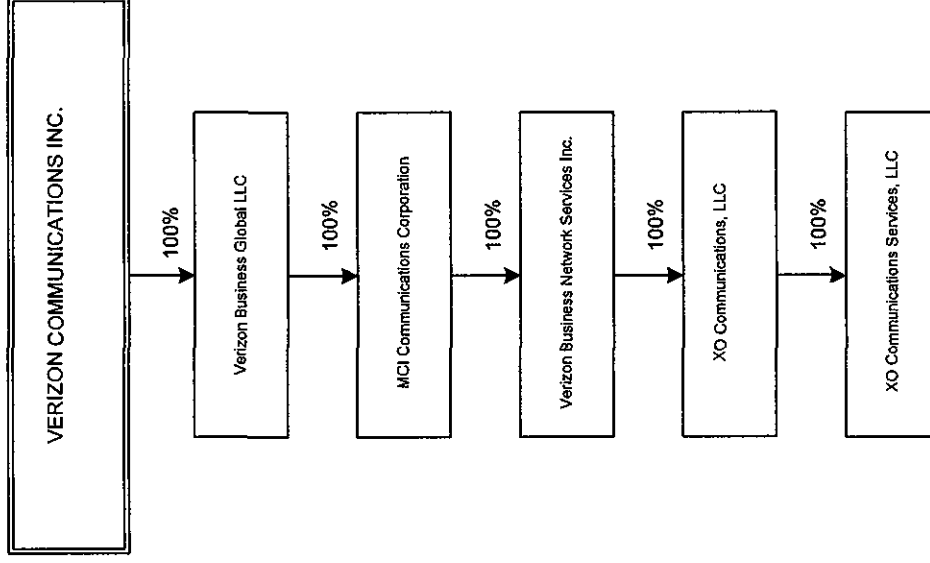 VERIZON COMMUNICATIONS INC.
100%
Verizon Business Global LLC
100%
MCI Communications Corporation
100%
Verizon Business Network Services Inc.
100%
XO Communications, LLC
100%
XO Communications Services, LLC